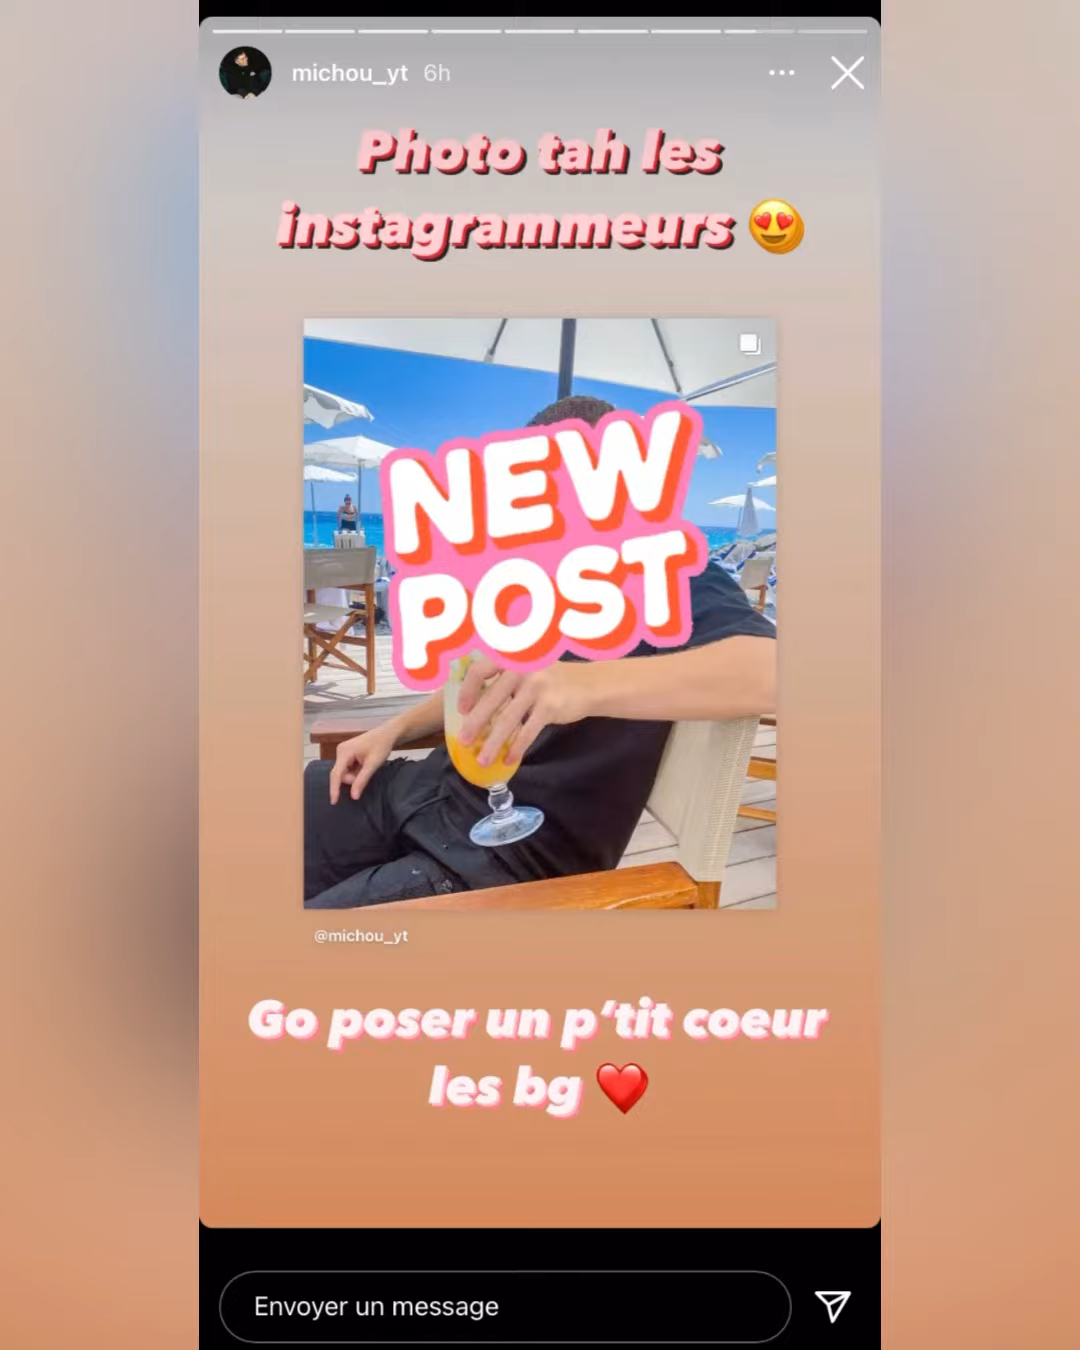 michou_yt 6h
Photo tah les
instagrammeurs 😍
NEW
POST
@michou_yt
Go poser un p'tit coeur
les bg ❤️
Envoyer un message